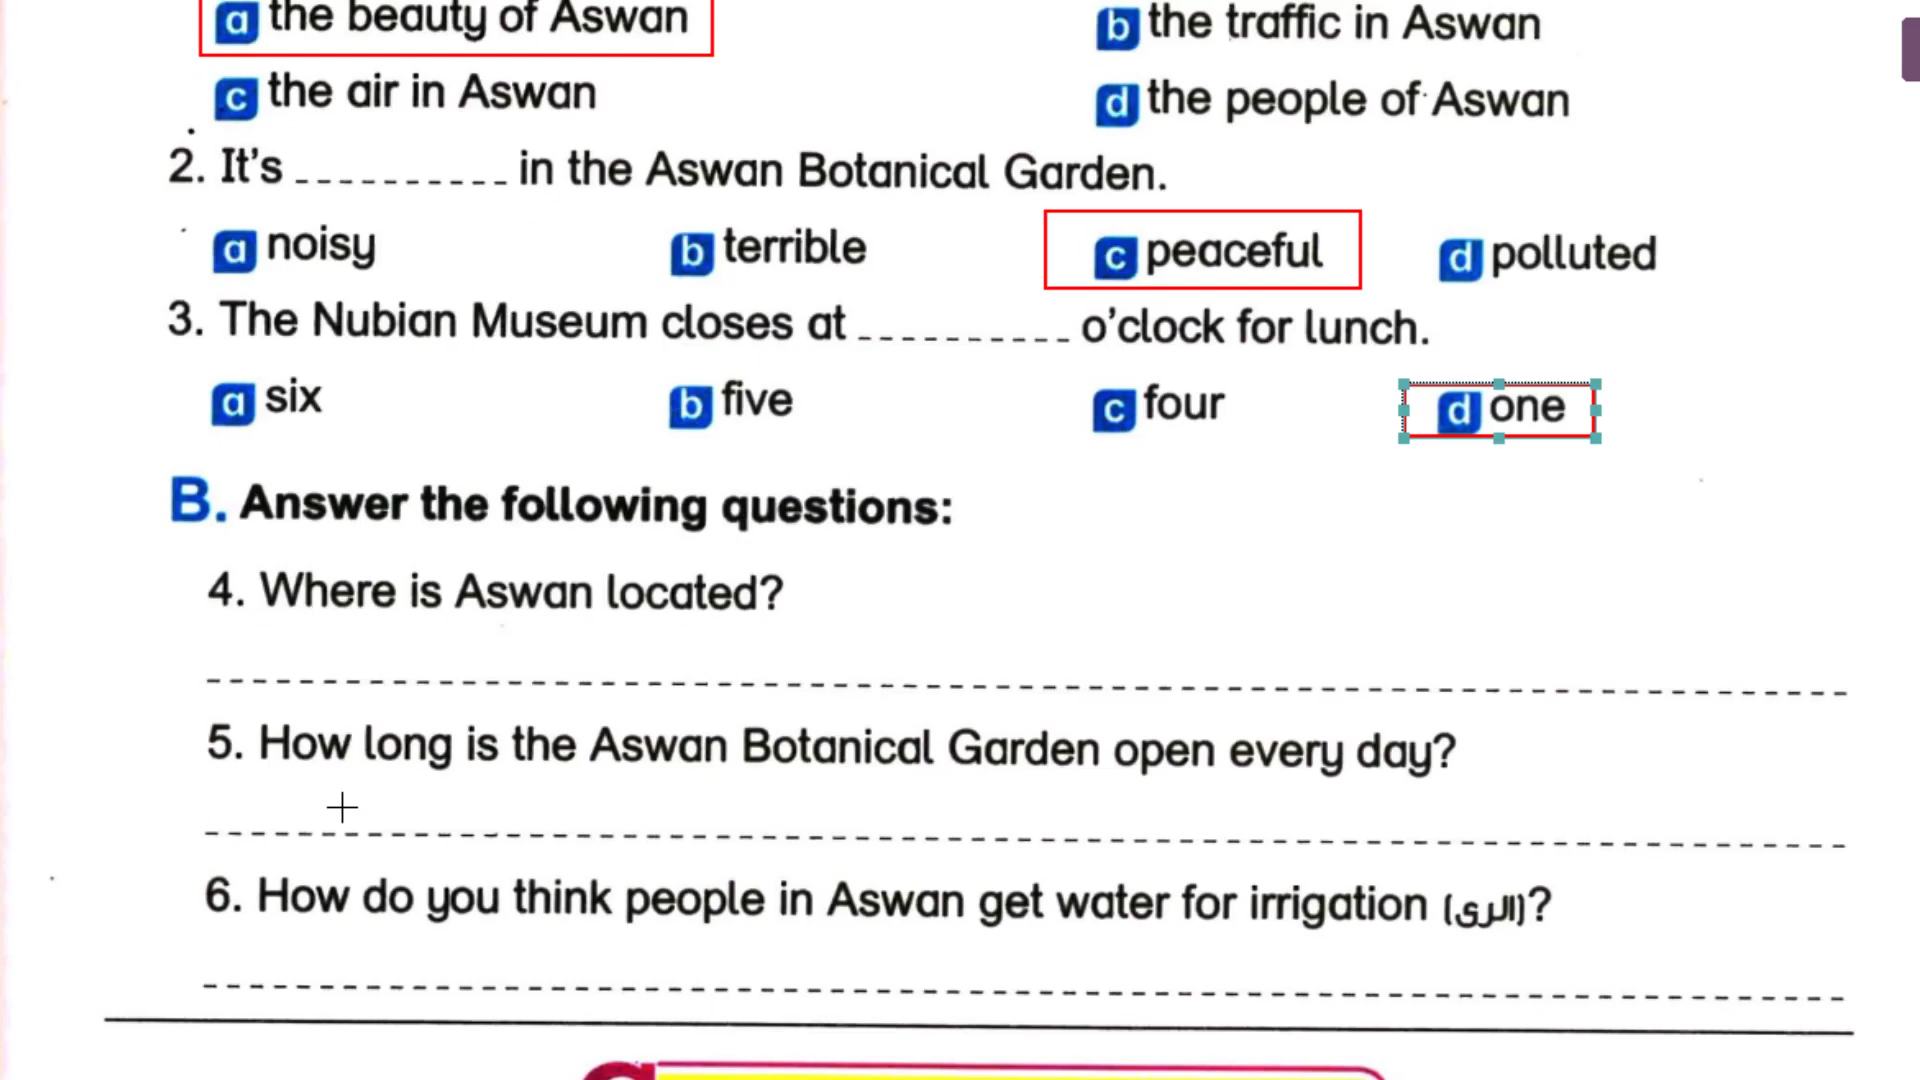 a the beauty of Aswan b the traffic in Aswan
c the air in Aswan d the people of Aswan
2. It's __________ in the Aswan Botanical Garden.
a noisy b terrible c peaceful d polluted
3. The Nubian Museum closes at __________ o'clock for lunch.
a six b five c four d one
B. Answer the following questions:
4. Where is Aswan located?
5. How long is the Aswan Botanical Garden open every day?
6. How do you think people in Aswan get water for irrigation (الرى)?